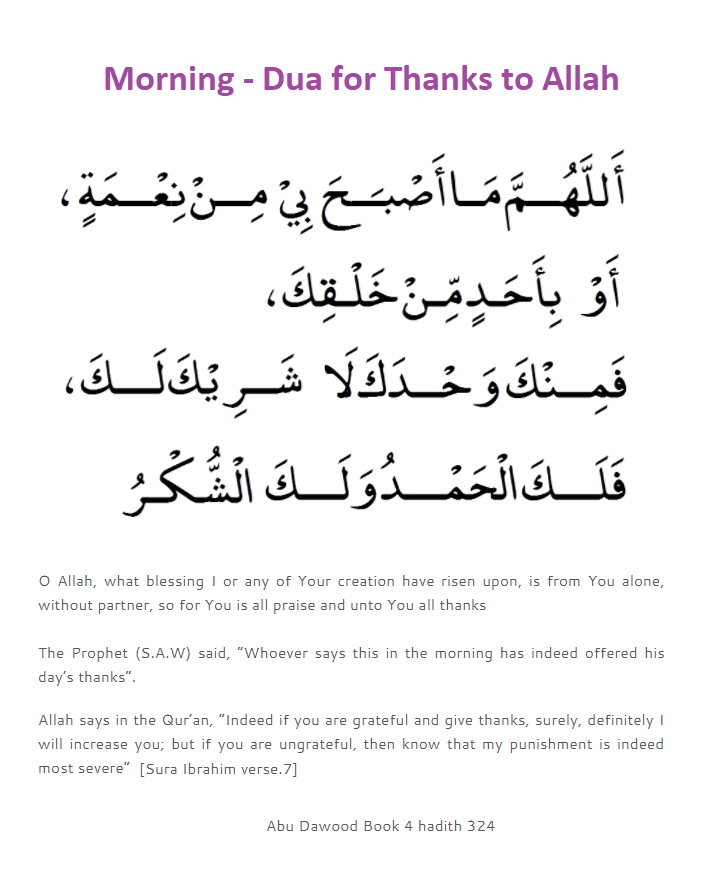 Morning - Dua for Thanks to Allah
أَللَّهُمَّ مَا أَصْبَحَ بِيْ مِنْ نِعْمَةٍ،
أَوْ بِأَحَدٍ مِّنْ خَلْقِكَ،
فَمِنْكَ وَحْدَكَ لَا شَرِيْكَ لَكَ،
فَلَكَ الْحَمْدُ وَلَكَ الْشُّكْرُ
O Allah, what blessing I or any of Your creation have risen upon, is from You alone,
without partner, so for You is all praise and unto You all thanks
The Prophet (S.A.W) said, “Whoever says this in the morning has indeed offered his
day’s thanks”.
Allah says in the Qur’an, “Indeed if you are grateful and give thanks, surely, definitely I
will increase you; but if you are ungrateful, then know that my punishment is indeed
most severe” [Sura Ibrahim verse.7]
Abu Dawood Book 4 hadith 324